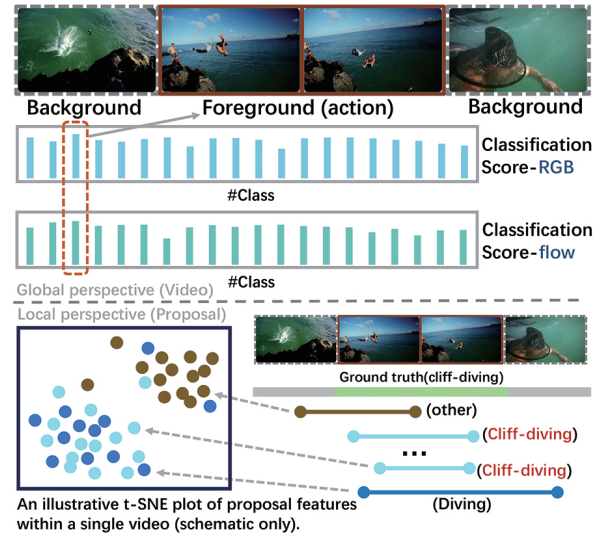 Background
Foreground (action)
Background
Classification
Score-RGB
#Class
Classification
Score-flow
#Class
Global perspective (Video)
Local perspective (Proposal)
Ground truth(cliff-diving)
(other)
(Cliff-diving)
...
(Cliff-diving)
(Diving)
An illustrative t-SNE plot of proposal features
within a single video (schematic only).